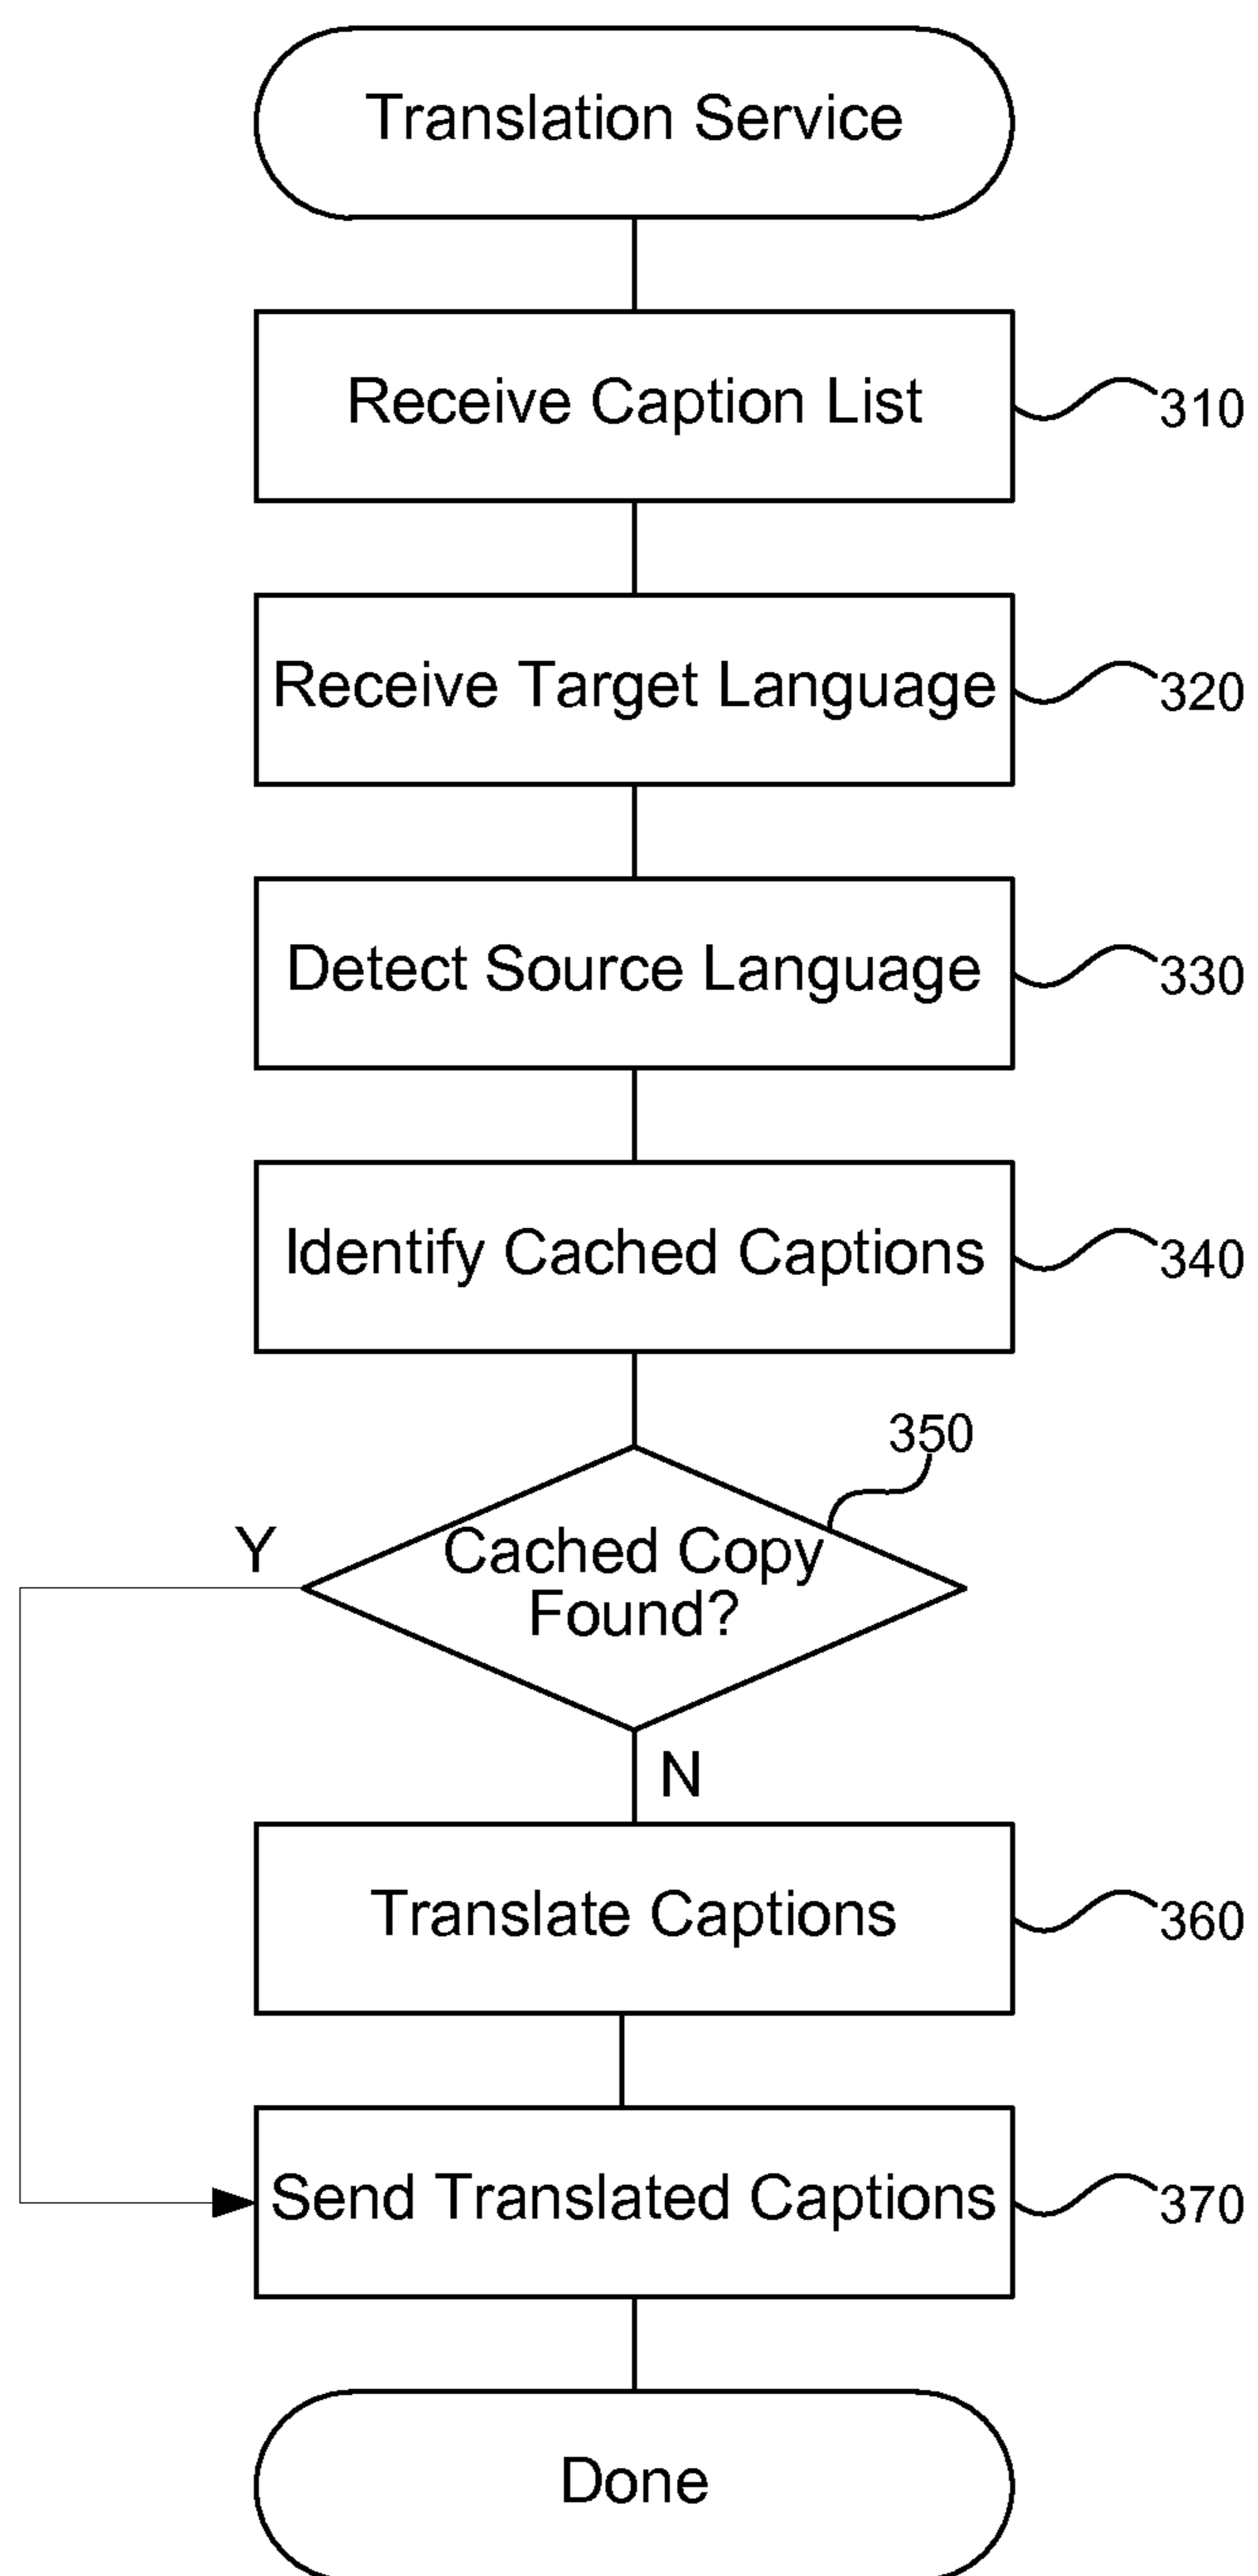 Translation Service
Receive Caption List
310
Receive Target Language
320
Detect Source Language
330
Identify Cached Captions
340
350
Y
Cached Copy
Found?
N
Translate Captions
360
Send Translated Captions
370
Done